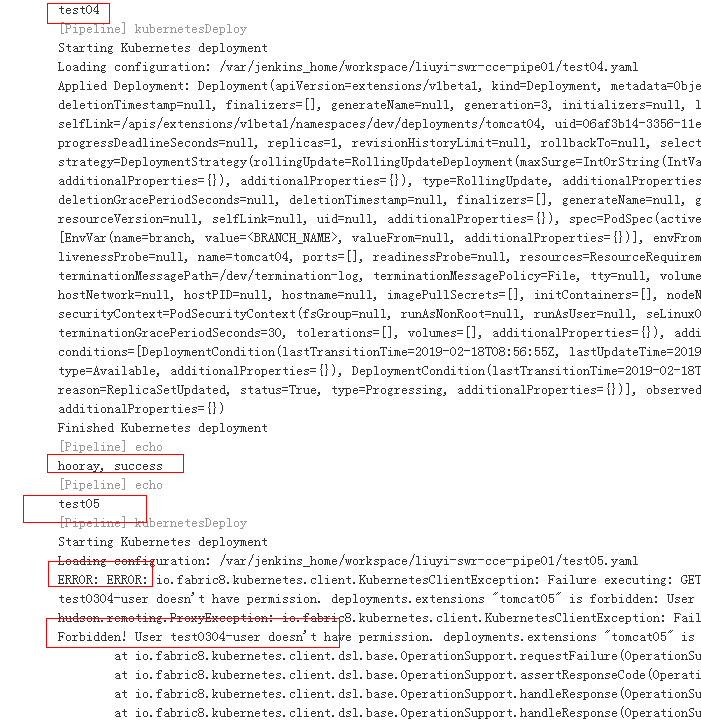 test04
[Pipeline] kubernetesDeploy
Starting Kubernetes deployment
Loading configuration: /var/jenkins_home/workspace/liuyi-swr-cce-pipe01/test04.yaml
Applied Deployment: Deployment(apiVersion=extensions/v1beta1, kind=Deployment, metadata=Obje
deletionTimestamp=null, finalizers=[], generateName=null, generation=3, initializers=null, l
selfLink=/apis/extensions/v1beta1/namespaces/dev/deployments/tomcat04, uid=06af3b14-3356-11e
progressDeadlineSeconds=null, replicas=1, revisionHistoryLimit=null, rollbackTo=null, select
strategy=DeploymentStrategy(rollingUpdate=RollingUpdateDeployment(maxSurge=IntOrString(IntVa
additionalProperties={}), additionalProperties={}), type=RollingUpdate, additionalProperties
deletionGracePeriodSeconds=null, deletionTimestamp=null, finalizers=[], generateName=null, g
resourceVersion=null, selfLink=null, uid=null, additionalProperties={}), spec=PodSpec(active
[EnvVar(name=branch, value=<BRANCH_NAME>, valueFrom=null, additionalProperties={})], envFrom
livenessProbe=null, name=tomcat04, ports=[], readinessProbe=null, resources=ResourceRequirem
terminationMessagePath=/dev/termination-log, terminationMessagePolicy=File, tty=null, volume
hostNetwork=null, hostPID=null, hostname=null, imagePullSecrets=[], initContainers=[], nodeN
securityContext=PodSecurityContext(fsGroup=null, runAsNonRoot=null, runAsUser=null, seLinuxO
terminationGracePeriodSeconds=30, tolerations=[], volumes=[], additionalProperties={}), addi
conditions=[DeploymentCondition(lastTransitionTime=2019-02-18T08:56:55Z, lastUpdateTime=2019
type=Available, additionalProperties={}), DeploymentCondition(lastTransitionTime=2019-02-18T
reason=ReplicaSetUpdated, status=True, type=Progressing, additionalProperties={})], observed
additionalProperties={})
Finished Kubernetes deployment
[Pipeline] echo
hooray, success
[Pipeline] echo
test05
[Pipeline] kubernetesDeploy
Starting Kubernetes deployment
Loading configuration: /var/jenkins_home/workspace/liuyi-swr-cce-pipe01/test05.yaml
ERROR: ERROR: io.fabric8.kubernetes.client.KubernetesClientException: Failure executing: GET
test0304-user doesn't have permission. deployments.extensions "tomcat05" is forbidden: User
hudson.remoting.ProxyException: io.fabric8.kubernetes.client.KubernetesClientException: Fail
Forbidden! User test0304-user doesn't have permission. deployments.extensions "tomcat05" is
at io.fabric8.kubernetes.client.dsl.base.OperationSupport.requestFailure(OperationSu
at io.fabric8.kubernetes.client.dsl.base.OperationSupport.assertResponseCode(Operati
at io.fabric8.kubernetes.client.dsl.base.OperationSupport.handleResponse(OperationSu
at io.fabric8.kubernetes.client.dsl.base.OperationSupport.handleResponse(OperationSu